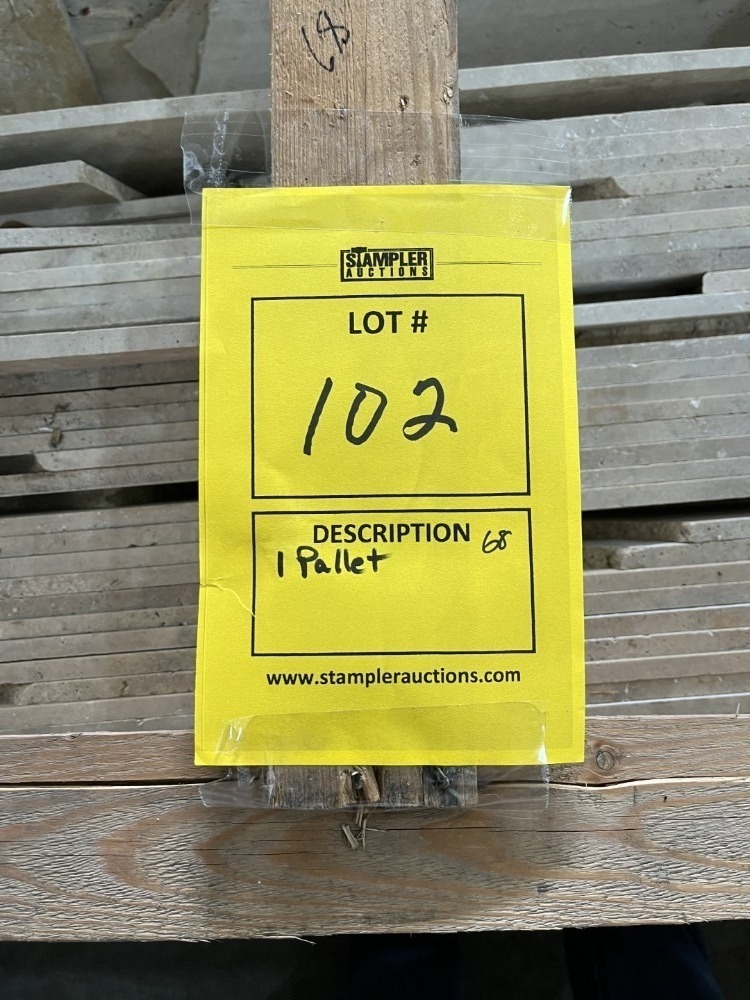 68
STAMPLER
AUCTIONS
LOT #
102
DESCRIPTION 68
1 Pallet
www.stamplerauctions.com